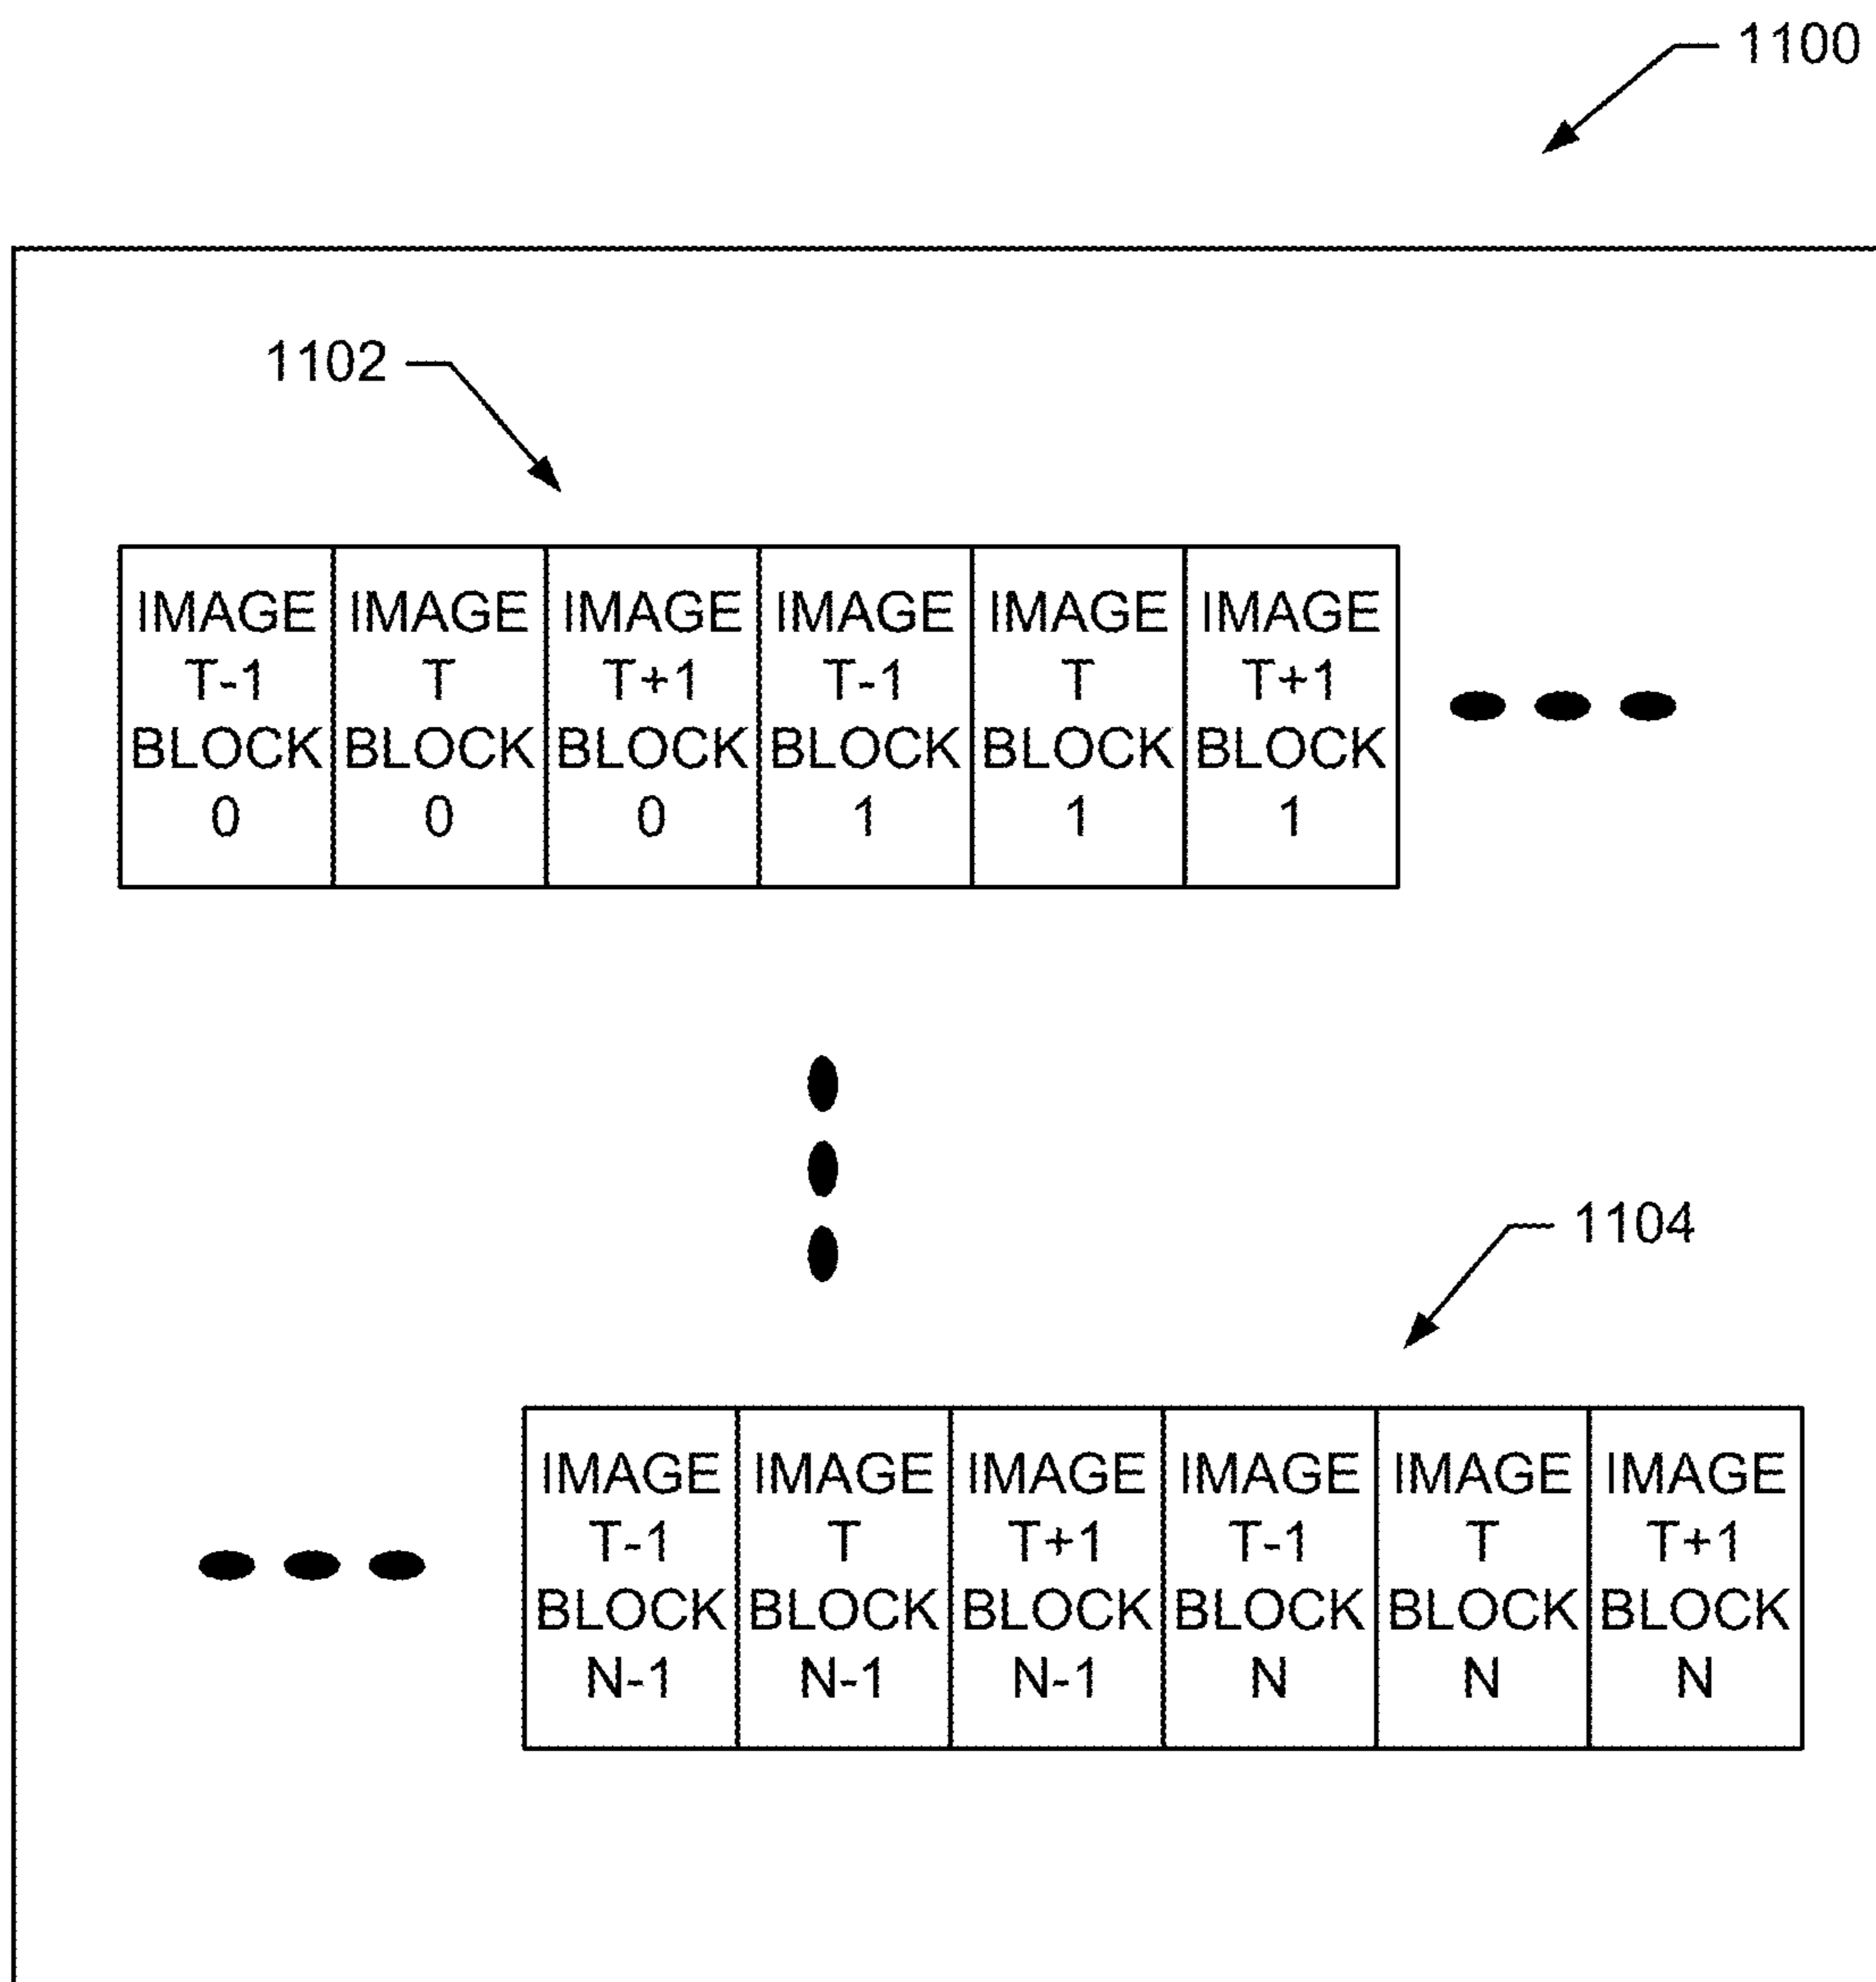 1100
1102
IMAGE T-1 BLOCK 0
IMAGE T BLOCK 0
IMAGE T+1 BLOCK 0
IMAGE T-1 BLOCK 1
IMAGE T BLOCK 1
IMAGE T+1 BLOCK 1
1104
IMAGE T-1 BLOCK N-1
IMAGE T BLOCK N-1
IMAGE T+1 BLOCK N-1
IMAGE T-1 BLOCK N
IMAGE T BLOCK N
IMAGE T+1 BLOCK N